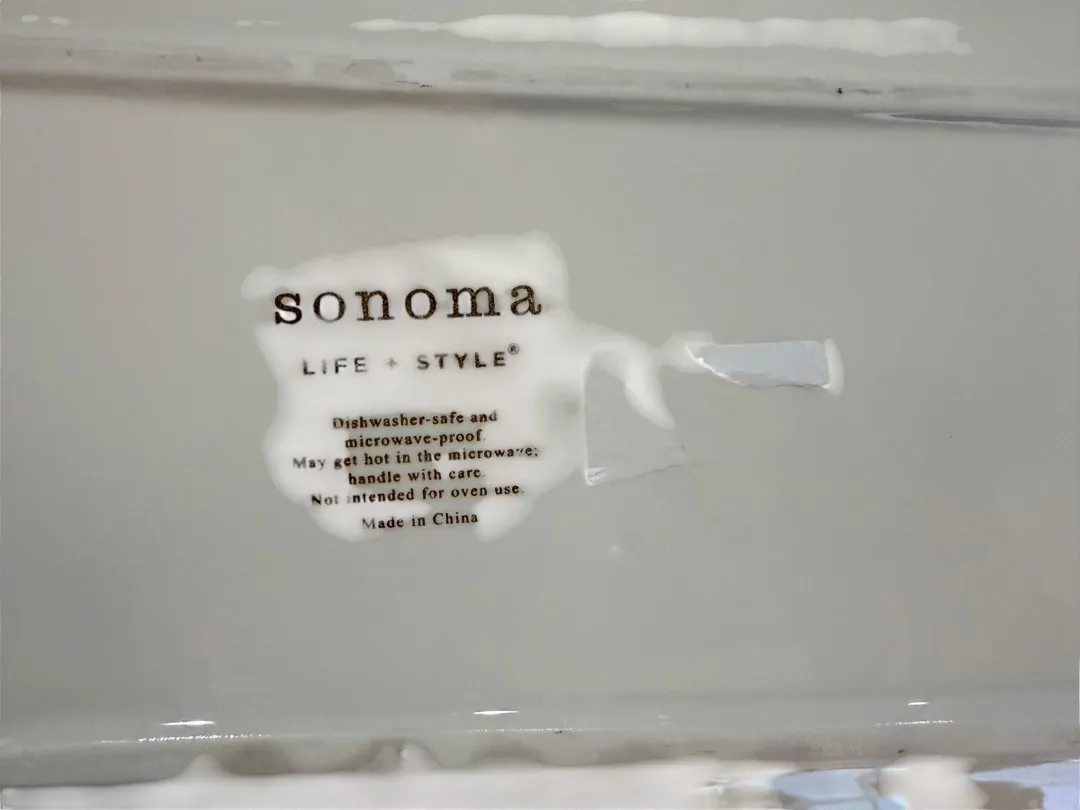 sonoma
LIFE + STYLE®
Dishwasher-safe and
microwave-proof.
May get hot in the microwave;
handle with care.
Not intended for oven use.
Made in China